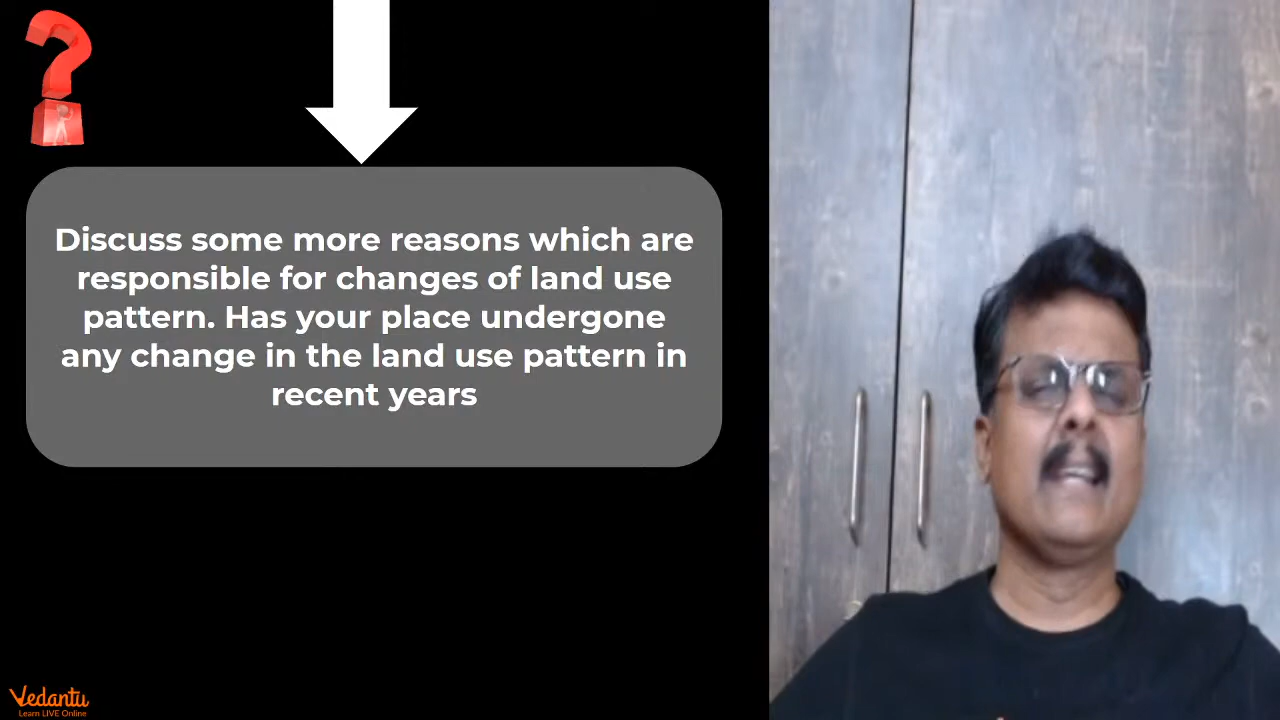 Discuss some more reasons which are
responsible for changes of land use
pattern. Has your place undergone
any change in the land use pattern in
recent years
Vedantu
Learn LIVE Online